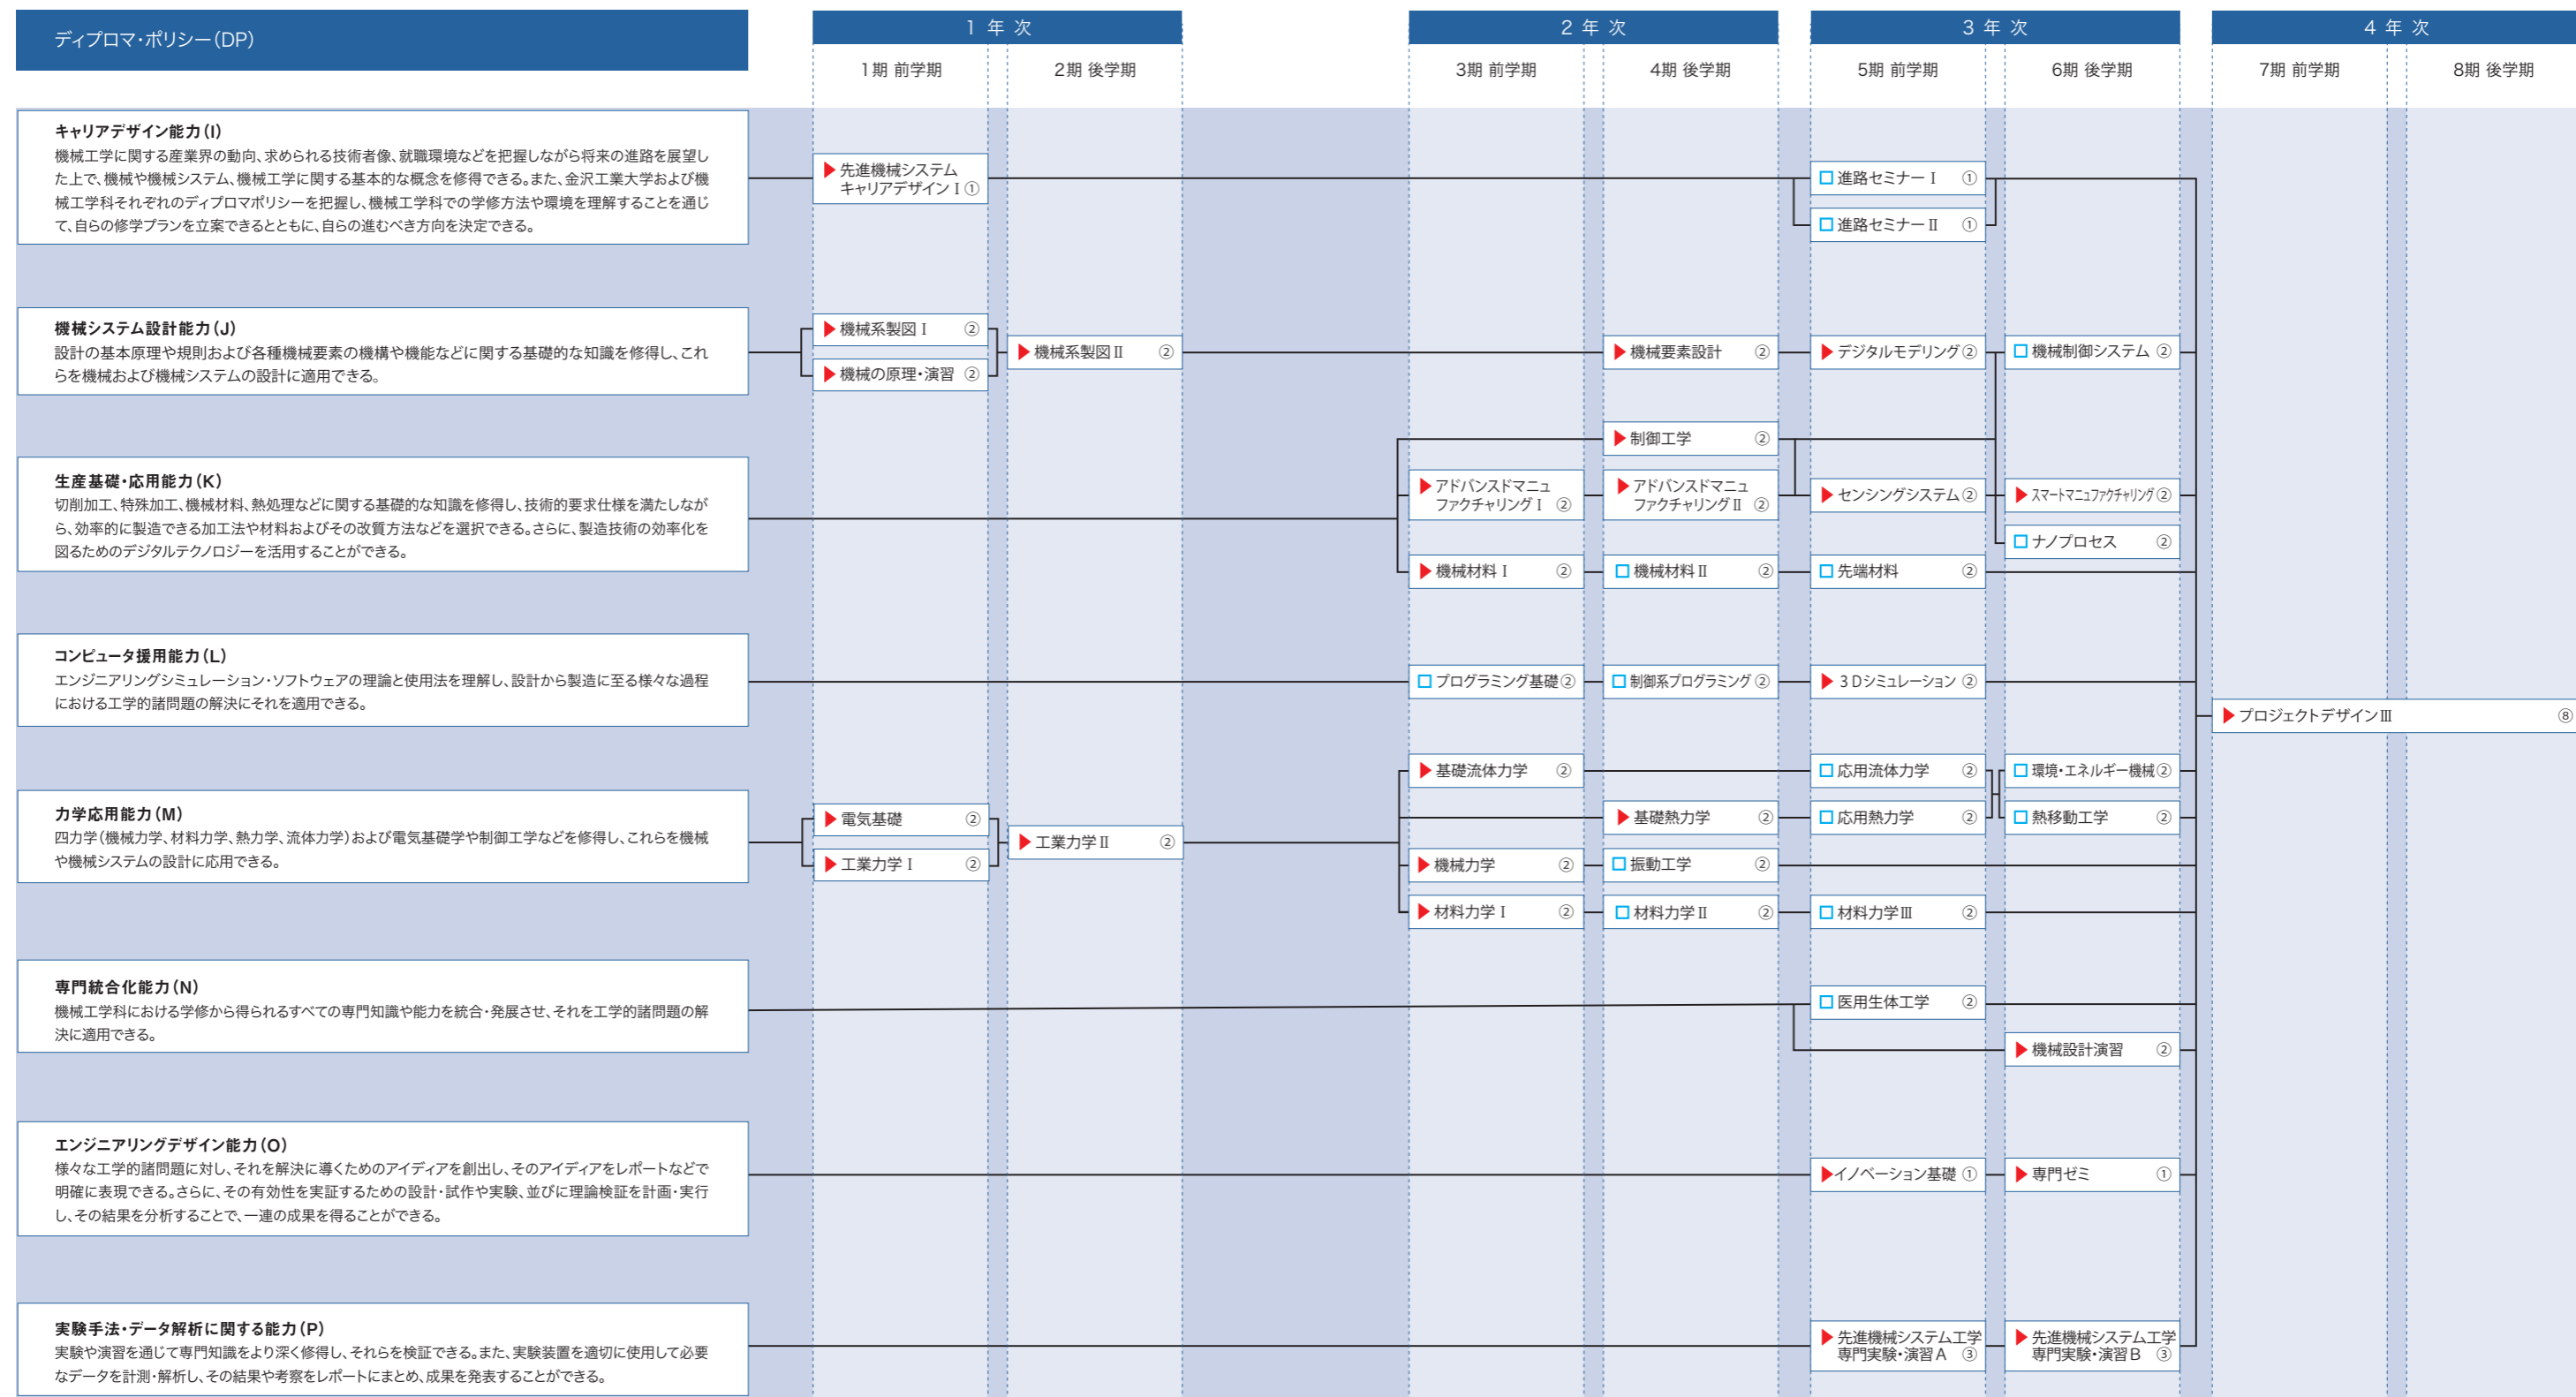 ディプロマ・ポリシー(DP)
1 年 次
2 年 次
3 年 次
4 年 次
1期 前学期
2期 後学期
3期 前学期
4期 後学期
5期 前学期
6期 後学期
7期 前学期
8期 後学期
キャリアデザイン能力(I)
機械工学に関する産業界の動向、求められる技術者像、就職環境などを把握しながら将来の進路を展望し
た上で、機械や機械システム、機械工学に関する基本的な概念を修得できる。また、金沢工業大学および機
械工学科それぞれのディプロマポリシーを把握し、機械工学科での学修方法や環境を理解することを通じ
て、自らの修学プランを立案できるとともに、自らの進むべき方向を決定できる。
▶先進機械システム
キャリアデザインⅠ①
□進路セミナーⅠ ①
□進路セミナーⅡ ①
機械システム設計能力(J)
設計の基本原理や規則および各種機械要素の機構や機能などに関する基礎的な知識を修得し、これ
らを機械および機械システムの設計に適用できる。
▶機械系製図Ⅰ ②
▶機械の原理・演習 ②
▶機械系製図Ⅱ ②
▶機械要素設計 ②
▶デジタルモデリング②
□機械制御システム ②
生産基礎・応用能力(K)
切削加工、特殊加工、機械材料、熱処理などに関する基礎的な知識を修得し、技術的要求仕様を満たしなが
ら、効率的に製造できる加工法や材料およびその改質方法などを選択できる。さらに、製造技術の効率化を
図るためのデジタルテクノロジーを活用することができる。
▶制御工学 ②
▶アドバンスドマニュ
ファクチャリングⅠ ②
▶アドバンスドマニュ
ファクチャリングⅡ ②
▶センシングシステム②
▶スマートマニュファクチャリング②
□ナノプロセス ②
▶機械材料Ⅰ ②
□機械材料Ⅱ ②
□先端材料 ②
コンピュータ援用能力(L)
エンジニアリングシミュレーション・ソフトウェアの理論と使用法を理解し、設計から製造に至る様々な過程
における工学的諸問題の解決にそれを適用できる。
□プログラミング基礎②
□制御系プログラミング②
▶3Dシミュレーション②
▶プロジェクトデザインⅢ ⑧
力学応用能力(M)
四力学(機械力学、材料力学、熱力学、流体力学)および電気基礎学や制御工学などを修得し、これらを機械
や機械システムの設計に応用できる。
▶電気基礎 ②
▶工業力学Ⅰ ②
▶工業力学Ⅱ ②
▶基礎流体力学 ②
□応用流体力学 ②
□環境・エネルギー機械②
▶基礎熱力学 ②
□応用熱力学 ②
□熱移動工学 ②
▶機械力学 ②
□振動工学 ②
▶材料力学Ⅰ ②
□材料力学Ⅱ ②
□材料力学Ⅲ ②
専門統合化能力(N)
機械工学科における学修から得られるすべての専門知識や能力を統合・発展させ、それを工学的諸問題の解
決に適用できる。
□医用生体工学 ②
▶機械設計演習 ②
エンジニアリングデザイン能力(O)
様々な工学的諸問題に対し、それを解決に導くためのアイディアを創出し、そのアイディアをレポートなどで
明確に表現できる。さらに、その有効性を実証するための設計・試作や実験、並びに理論検証を計画・実行
し、その結果を分析することで、一連の成果を得ることができる。
▶イノベーション基礎 ①
▶専門ゼミ ①
実験手法・データ解析に関する能力(P)
実験や演習を通じて専門知識をより深く修得し、それらを検証できる。また、実験装置を適切に使用して必要
なデータを計測・解析し、その結果や考察をレポートにまとめ、成果を発表することができる。
▶先進機械システム工学
専門実験・演習A ③
▶先進機械システム工学
専門実験・演習B ③